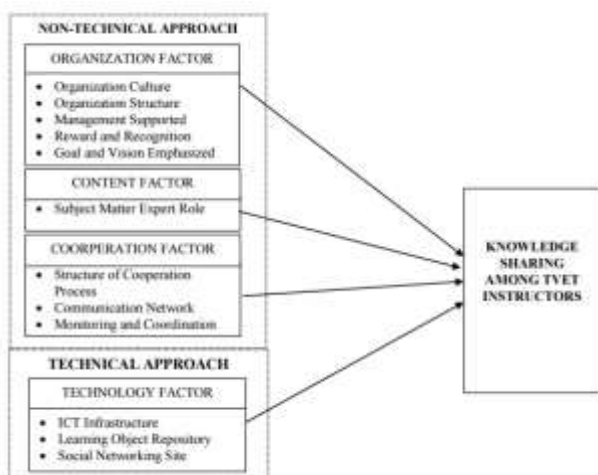 NON-TECHNICAL APPROACH
ORGANIZATION FACTOR
• Organization Culture
• Organization Structure
• Management Supported
• Reward and Recognition
• Goal and Vision Emphasized
CONTENT FACTOR
• Subject Matter Expert Role
COORPERATION FACTOR
• Structure of Cooperation
Process
• Communication Network
• Monitoring and Coordination
TECHNICAL APPROACH
TECHNOLOGY FACTOR
• ICT Infrastructure
• Learning Object Repository
• Social Networking Site
KNOWLEDGE
SHARING
AMONG TVET
INSTRUCTORS